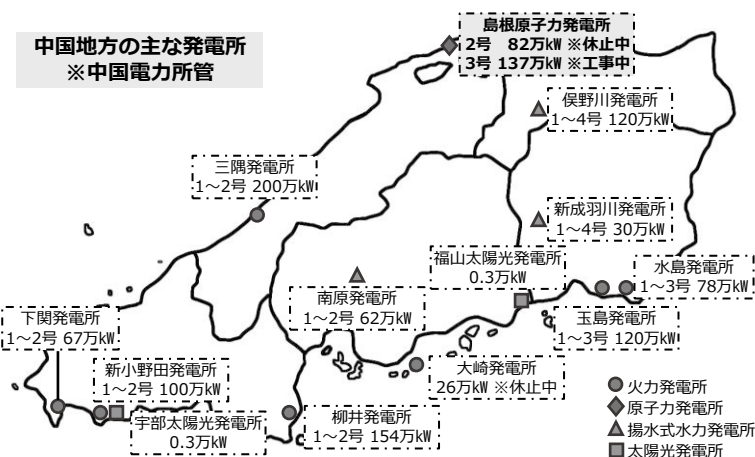 中国地方の主な発電所
※中国電力所管
島根原子力発電所
2号 82万kW ※休止中
3号 137万kW ※工事中
俣野川発電所
1～4号 120万kW
三隅発電所
1～2号 200万kW
新成羽川発電所
1～4号 30万kW
福山太陽光発電所
0.3万kW
水島発電所
1～3号 78万kW
南原発電所
1～2号 62万kW
玉島発電所
1～3号 120万kW
下関発電所
1～2号 67万kW
新小野田発電所
1～2号 100万kW
大崎発電所
26万kW ※休止中
宇部太陽光発電所
0.3万kW
柳井発電所
1～2号 154万kW
火力発電所
原子力発電所
揚水式水力発電所
太陽光発電所